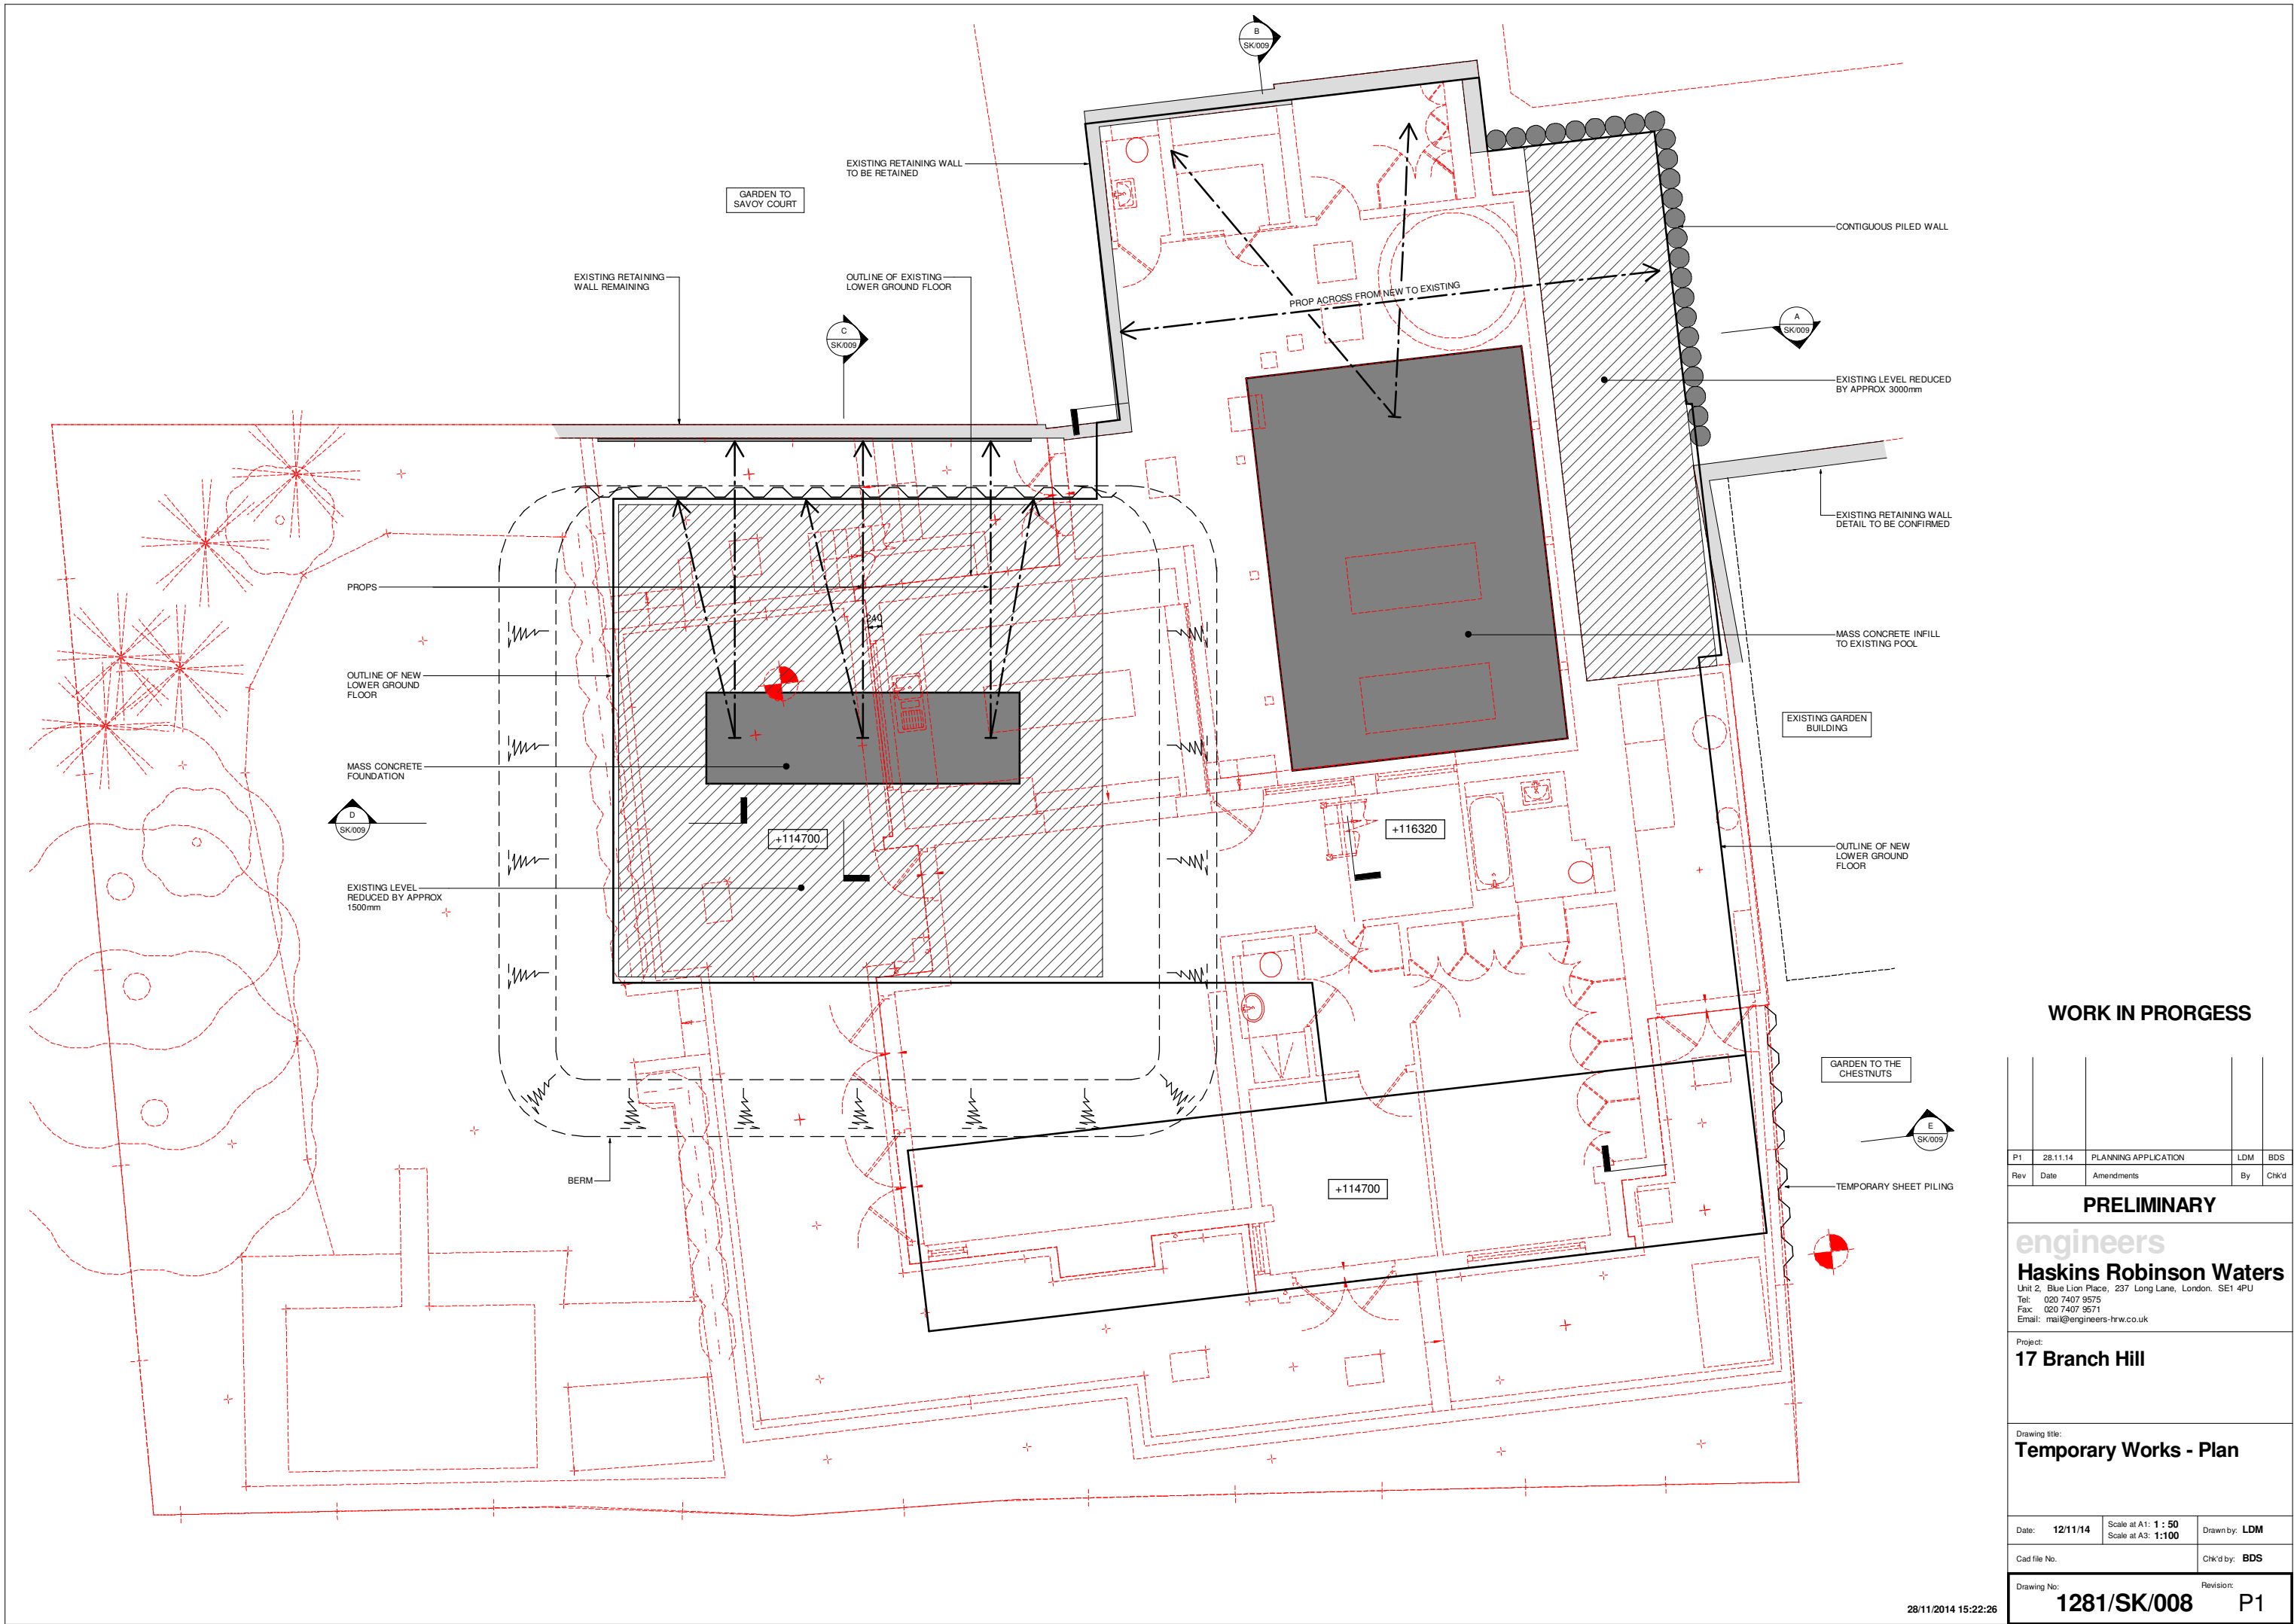 B
SK/009
EXISTING RETAINING WALL
TO BE RETAINED
GARDEN TO
SAVOY COURT
CONTIGUOUS PILED WALL
EXISTING RETAINING
WALL REMAINING
OUTLINE OF EXISTING
LOWER GROUND FLOOR
PROP ACROSS FROM NEW TO EXISTING
C
SK/009
A
SK/009
EXISTING LEVEL REDUCED
BY APPROX 3000mm
EXISTING RETAINING WALL
DETAIL TO BE CONFIRMED
PROPS
240
MASS CONCRETE INFILL
TO EXISTING POOL
OUTLINE OF NEW
LOWER GROUND
FLOOR
EXISTING GARDEN
BUILDING
MASS CONCRETE
FOUNDATION
D
SK/009
+114700
+116320
OUTLINE OF NEW
LOWER GROUND
FLOOR
EXISTING LEVEL
REDUCED BY APPROX
1500mm
WORK IN PRORGESS
GARDEN TO THE
CHESTNUTS
E
SK/009
BERM
+114700
TEMPORARY SHEET PILING
P1 28.11.14 PLANNING APPLICATION LDM BDS
Rev Date Amendments By Chk'd
PRELIMINARY
engineers
Haskins Robinson Waters
Unit 2, Blue Lion Place, 237 Long Lane, London. SE1 4PU
Tel: 020 7407 9575
Fax: 020 7407 9571
Email: mail@engineers-hrw.co.uk
Project:
17 Branch Hill
Drawing title:
Temporary Works - Plan
Date: 12/11/14
Scale at A1: 1 : 50
Scale at A3: 1:100
Drawn by: LDM
Cad file No.
Chk'd by: BDS
Drawing No:
1281/SK/008
Revision:
P1
28/11/2014 15:22:26